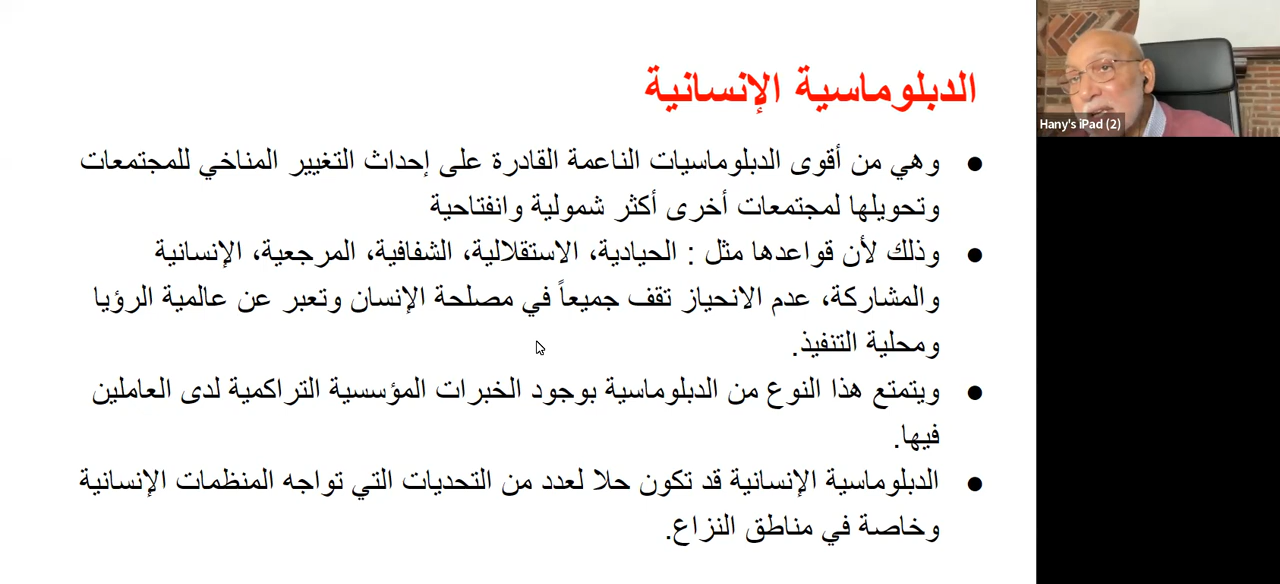 الدبلوماسية الإنسانية
● وهي من أقوى الدبلوماسيات الناعمة القادرة على إحداث التغيير المناخي للمجتمعات
وتحويلها لمجتمعات أخرى أكثر شمولية وانفتاحية
● وذلك لأن قواعدها مثل : الحيادية، الاستقلالية، الشفافية، المرجعية، الإنسانية
والمشاركة، عدم الانحياز تقف جميعاً في مصلحة الإنسان وتعبر عن عالمية الرؤيا
ومحلية التنفيذ.
● ويتمتع هذا النوع من الدبلوماسية بوجود الخبرات المؤسسية التراكمية لدى العاملين
فيها.
● الدبلوماسية الإنسانية قد تكون حلا لعدد من التحديات التي تواجه المنظمات الإنسانية
وخاصة في مناطق النزاع.
Hany's iPad (2)